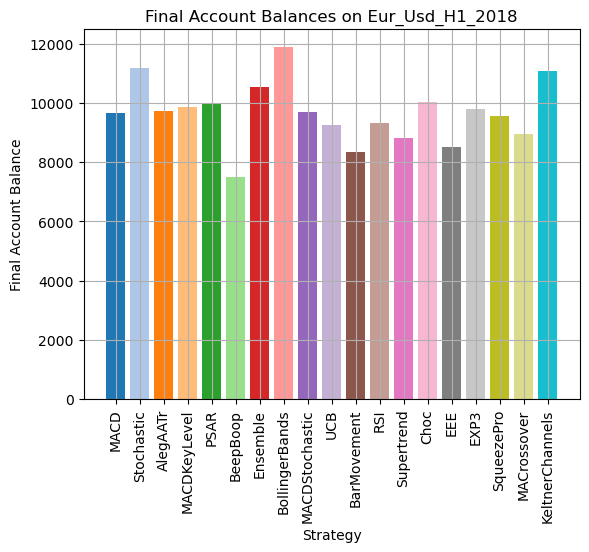 Final Account Balances on Eur_Usd_H1_2018
Final Account Balance
12000
10000
8000
6000
4000
2000
0
MACD
Stochastic
AlegAATr
MACDKeyLevel
PSAR
BeepBoop
Ensemble
BollingerBands
MACDStochastic
UCB
BarMovement
RSI
Supertrend
Choc
EEE
EXP3
SqueezePro
MACrossover
KeltnerChannels
Strategy